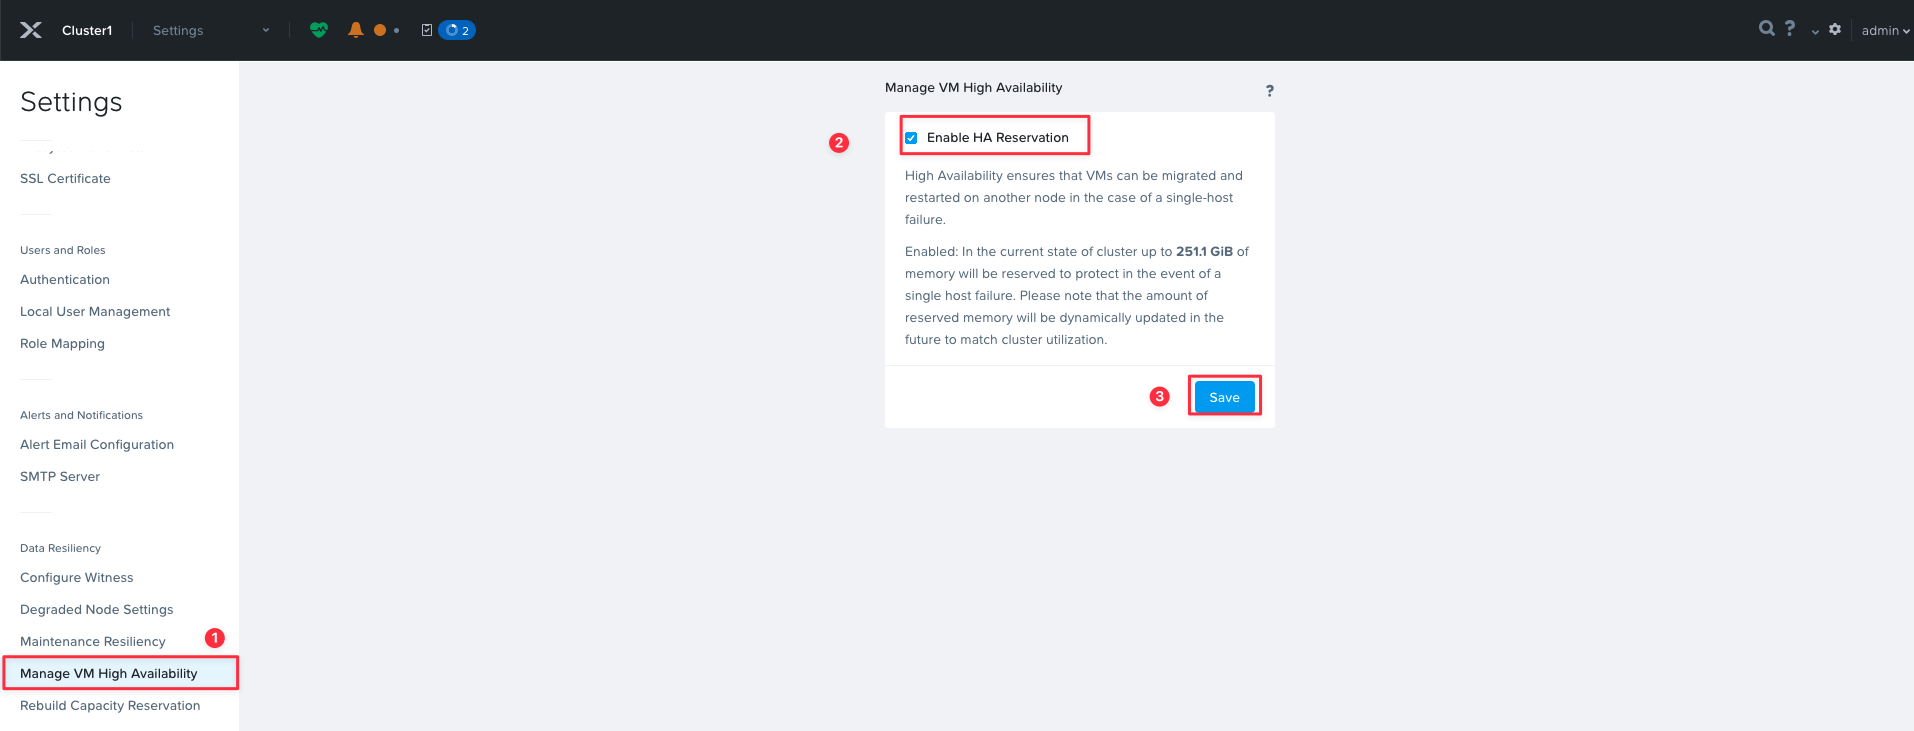 Cluster1
Settings
2
admin
Settings
SSL Certificate
Users and Roles
Authentication
Local User Management
Role Mapping
Alerts and Notifications
Alert Email Configuration
SMTP Server
Data Resiliency
Configure Witness
Degraded Node Settings
Maintenance Resiliency
1
Manage VM High Availability
Rebuild Capacity Reservation
Manage VM High Availability
?
2
Enable HA Reservation
High Availability ensures that VMs can be migrated and
restarted on another node in the case of a single-host
failure.
Enabled: In the current state of cluster up to 251.1 GiB of
memory will be reserved to protect in the event of a
single host failure. Please note that the amount of
reserved memory will be dynamically updated in the
future to match cluster utilization.
3
Save